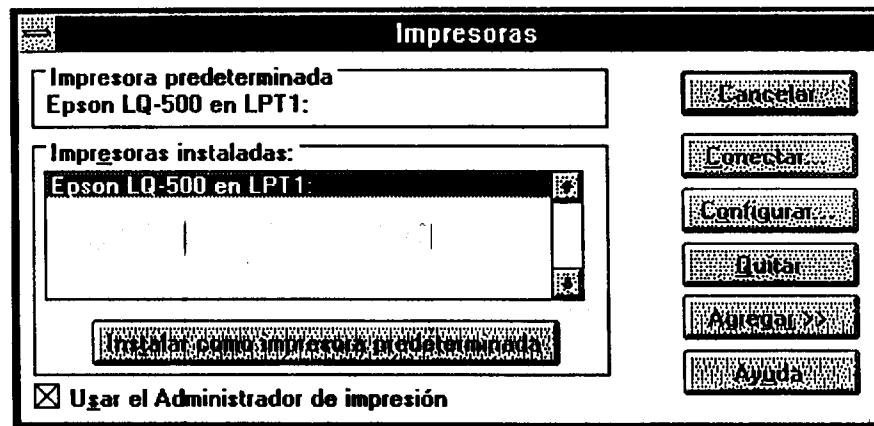 Impresoras
Impresora predeterminada
Epson LQ-500 en LPT1:
Impresoras instaladas:
Epson LQ-500 en LPT1:
Instalar como impresora predeterminada
Usar el Administrador de impresión
Cancelar
Conectar...
Configurar...
Quitar
Agregar >>
Ayuda